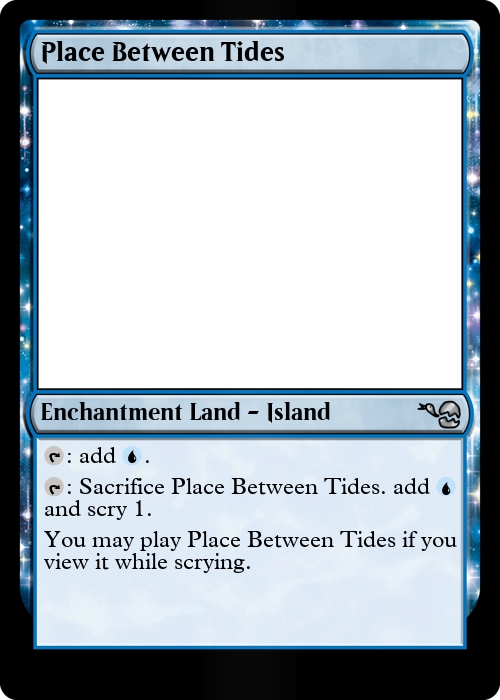 Place Between Tides
Enchantment Land – Island
: add .
: Sacrifice Place Between Tides. add
and scry 1.
You may play Place Between Tides if you
view it while scrying.